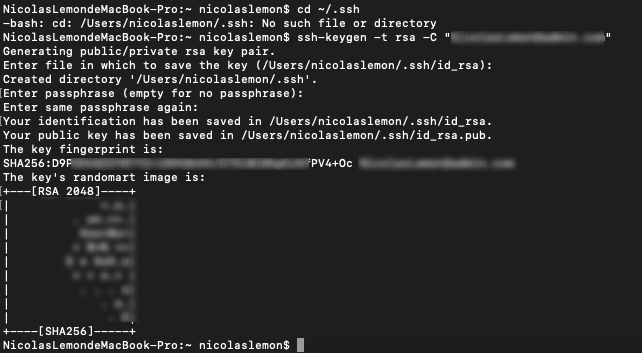 NicolasLemondeMacBook-Pro:~ nicolaslemon$ cd ~/.ssh
-bash: cd: /Users/nicolaslemon/.ssh: No such file or directory
NicolasLemondeMacBook-Pro:~ nicolaslemon$ ssh-keygen -t rsa -C "
Generating public/private rsa key pair.
Enter file in which to save the key (/Users/nicolaslemon/.ssh/id_rsa):
Created directory '/Users/nicolaslemon/.ssh'.
Enter passphrase (empty for no passphrase):
Enter same passphrase again:
Your identification has been saved in /Users/nicolaslemon/.ssh/id_rsa.
Your public key has been saved in /Users/nicolaslemon/.ssh/id_rsa.pub.
The key fingerprint is:
SHA256:D9F PV4+Oc
The key's randomart image is:
+---[RSA 2048]----+
+----[SHA256]-----+
NicolasLemondeMacBook-Pro:~ nicolaslemon$